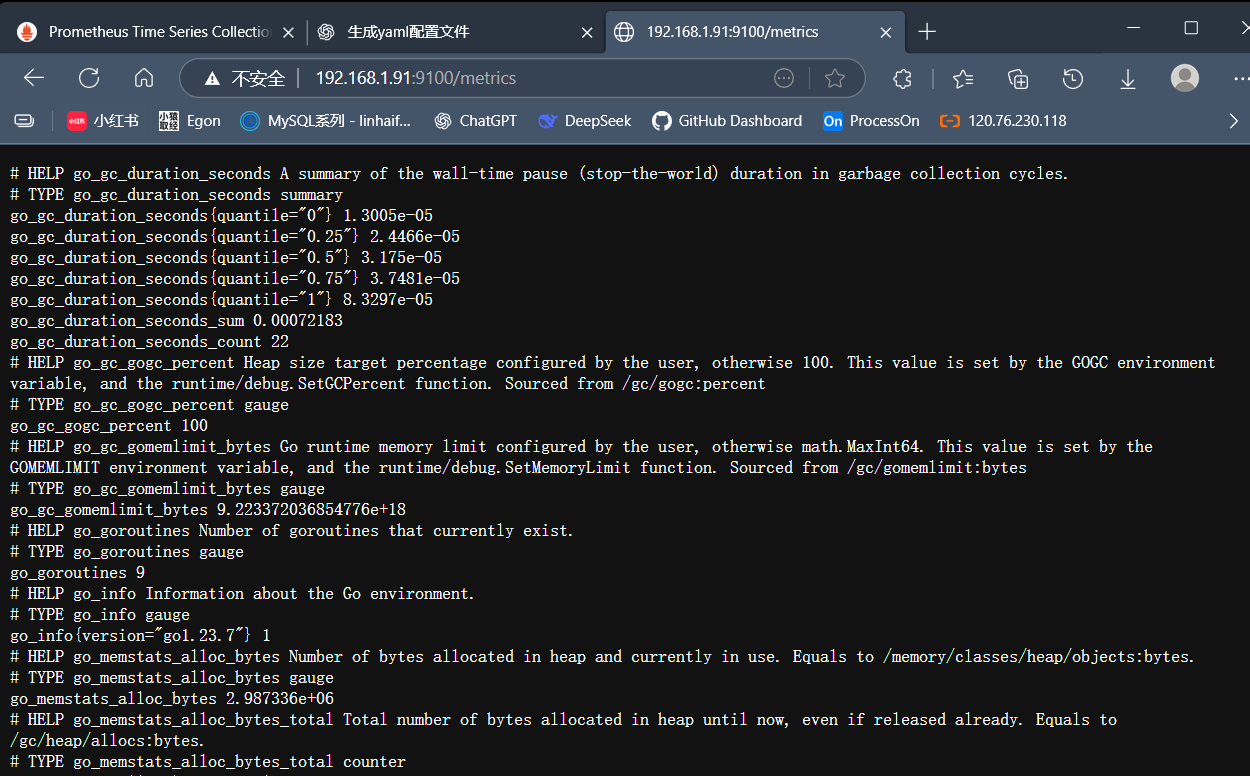 Prometheus Time Series Collectio
生成yaml配置文件
192.168.1.91:9100/metrics
不安全
192.168.1.91:9100/metrics
小红书
Egon
MySQL系列 - linhaif...
ChatGPT
DeepSeek
GitHub Dashboard
On ProcessOn
120.76.230.118
# HELP go_gc_duration_seconds A summary of the wall-time pause (stop-the-world) duration in garbage collection cycles.
# TYPE go_gc_duration_seconds summary
go_gc_duration_seconds{quantile="0"} 1.3005e-05
go_gc_duration_seconds{quantile="0.25"} 2.4466e-05
go_gc_duration_seconds{quantile="0.5"} 3.175e-05
go_gc_duration_seconds{quantile="0.75"} 3.7481e-05
go_gc_duration_seconds{quantile="1"} 8.3297e-05
go_gc_duration_seconds_sum 0.00072183
go_gc_duration_seconds_count 22
# HELP go_gc_gogc_percent Heap size target percentage configured by the user, otherwise 100. This value is set by the GOGC environment
variable, and the runtime/debug.SetGCPercent function. Sourced from /gc/gogc:percent
# TYPE go_gc_gogc_percent gauge
go_gc_gogc_percent 100
# HELP go_gc_gomemlimit_bytes Go runtime memory limit configured by the user, otherwise math.MaxInt64. This value is set by the
GOMEMLIMIT environment variable, and the runtime/debug.SetMemoryLimit function. Sourced from /gc/gomemlimit:bytes
# TYPE go_gc_gomemlimit_bytes gauge
go_gc_gomemlimit_bytes 9.223372036854776e+18
# HELP go_goroutines Number of goroutines that currently exist.
# TYPE go_goroutines gauge
go_goroutines 9
# HELP go_info Information about the Go environment.
# TYPE go_info gauge
go_info{version="go1.23.7"} 1
# HELP go_memstats_alloc_bytes Number of bytes allocated in heap and currently in use. Equals to /memory/classes/heap/objects:bytes.
# TYPE go_memstats_alloc_bytes gauge
go_memstats_alloc_bytes 2.987336e+06
# HELP go_memstats_alloc_bytes_total Total number of bytes allocated in heap until now, even if released already. Equals to
/gc/heap/allocs:bytes.
# TYPE go_memstats_alloc_bytes_total counter